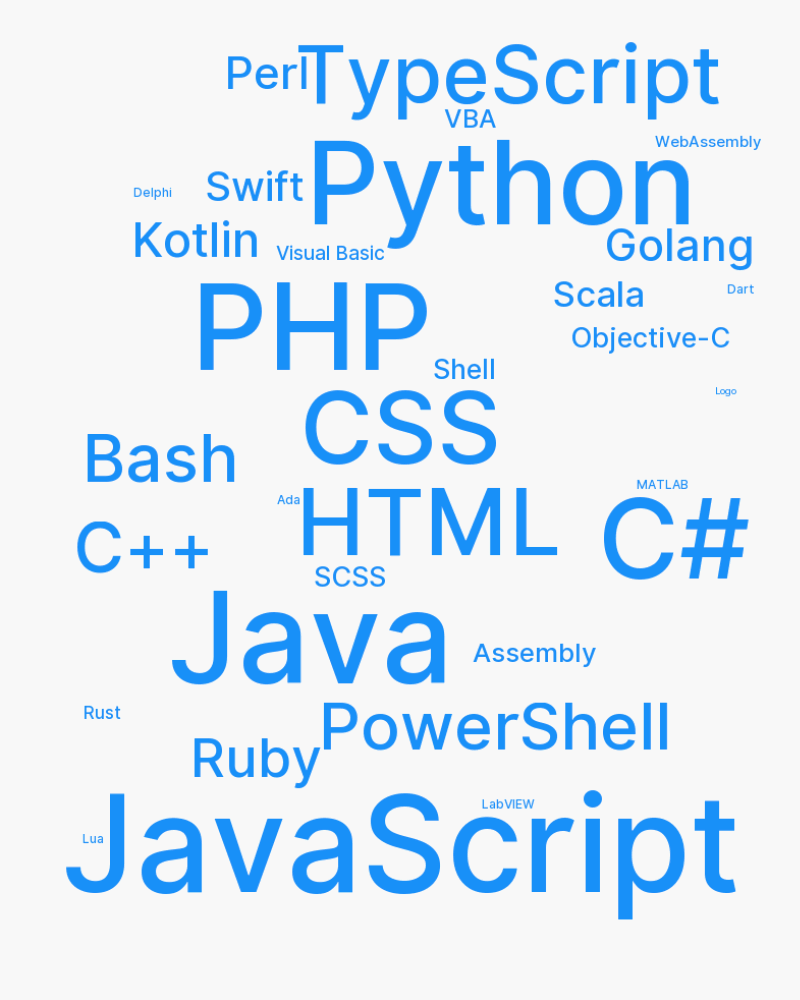 TypeScript
Perl
VBA
WebAssembly
Python
Swift
Delphi
Kotlin
Visual Basic
Golang
Scala
Dart
PHP
Objective-C
Shell
Logo
CSS
Bash
MATLAB
Ada
HTML
C#
C++
SCSS
Java
Assembly
Rust
PowerShell
Ruby
LabVIEW
Lua
JavaScript